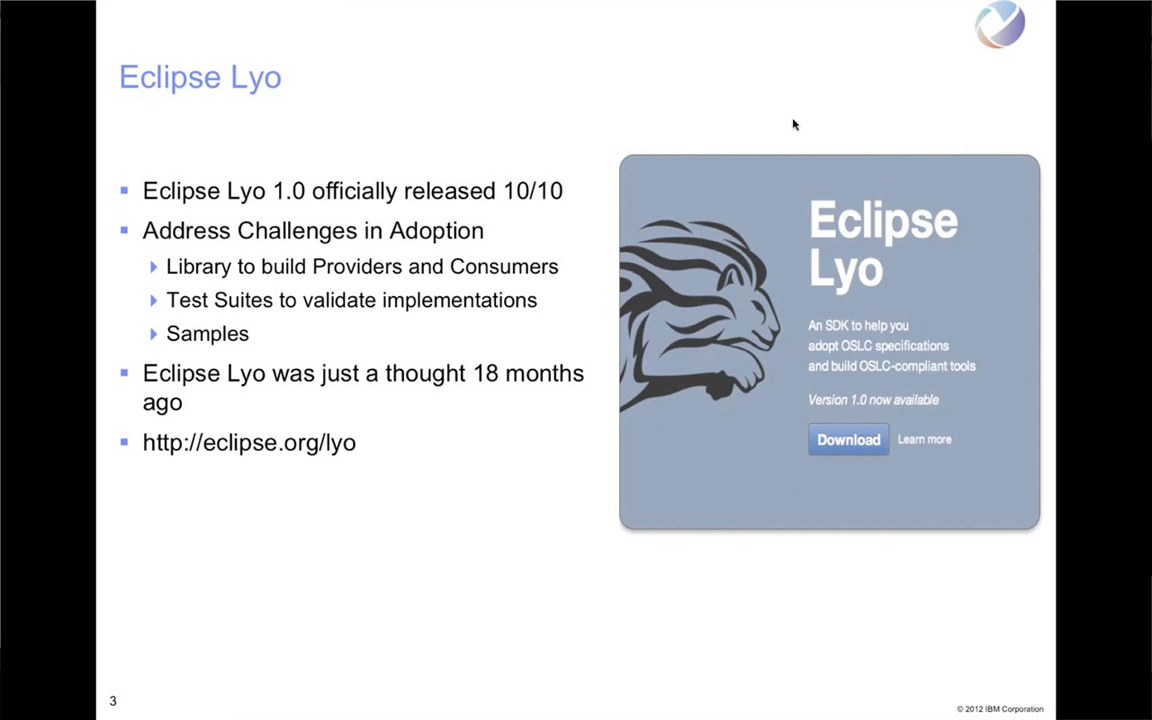 Eclipse Lyo
Eclipse Lyo 1.0 officially released 10/10
Address Challenges in Adoption
Library to build Providers and Consumers
Test Suites to validate implementations
Samples
Eclipse Lyo was just a thought 18 months
ago
http://eclipse.org/lyo
Eclipse
Lyo
An SDK to help you
adopt OSLC specifications
and build OSLC-compliant tools
Version 1.0 now available
Download Learn more
3
© 2012 IBM Corporation